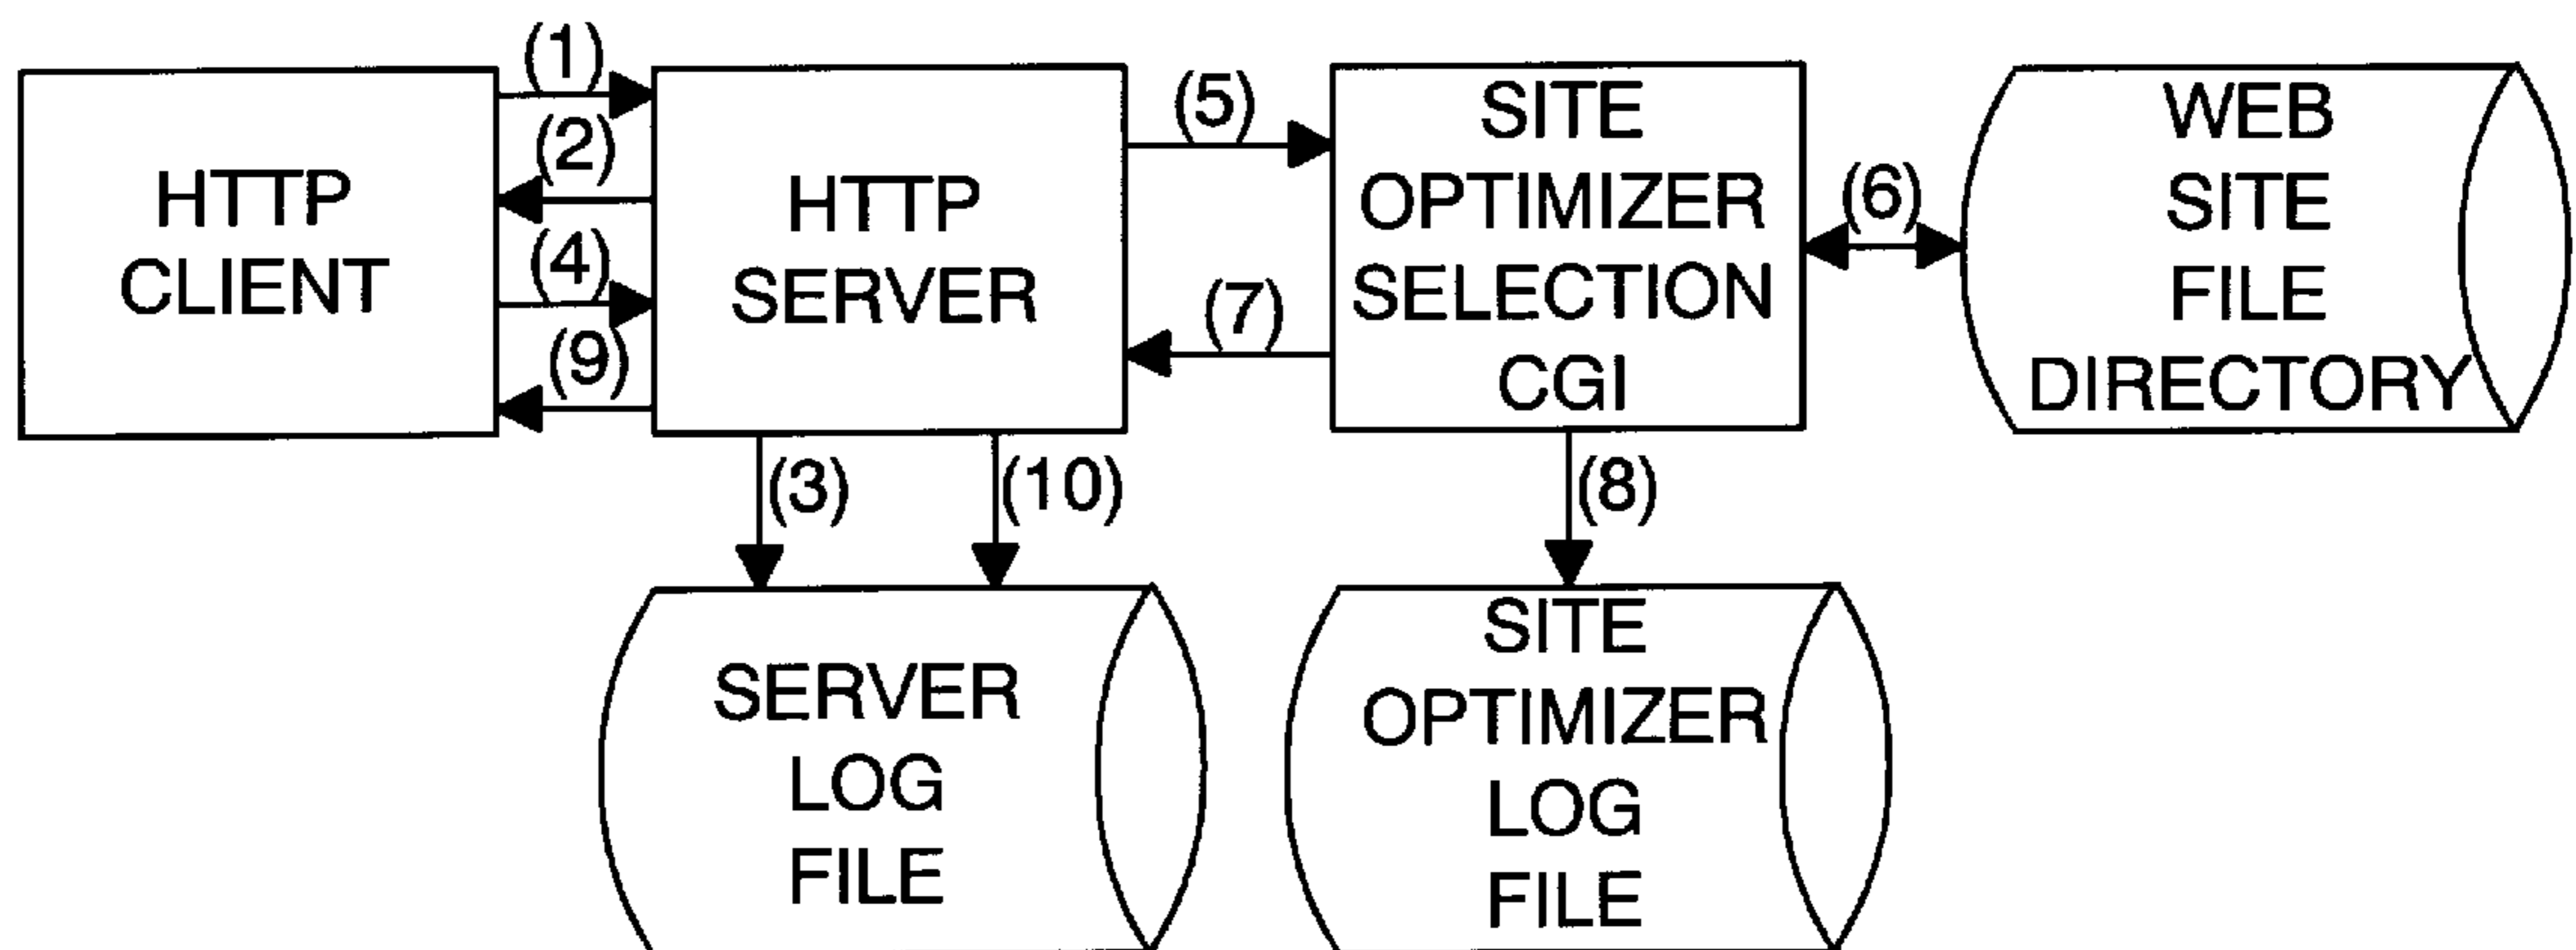 (1)
(2)
(4)
(9)
HTTP
CLIENT
HTTP
SERVER
(5)
(7)
SITE
OPTIMIZER
SELECTION
CGI
(6)
WEB
SITE
FILE
DIRECTORY
(3)
(10)
(8)
SERVER
LOG
FILE
SITE
OPTIMIZER
LOG
FILE